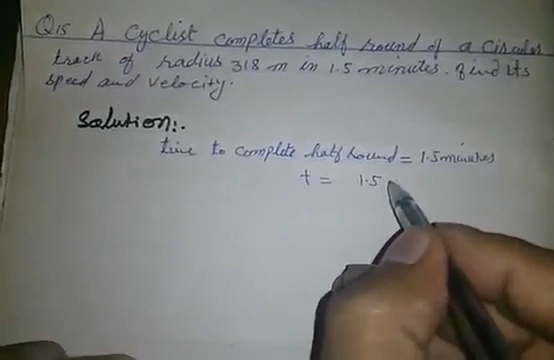 Q15 A Cyclist Completes half round of a Circular
track of radius 318 m in 1.5 minutes. find its
speed and velocity.
Solution:.
time to complete half round = 1.5 minutes
t = 1.5